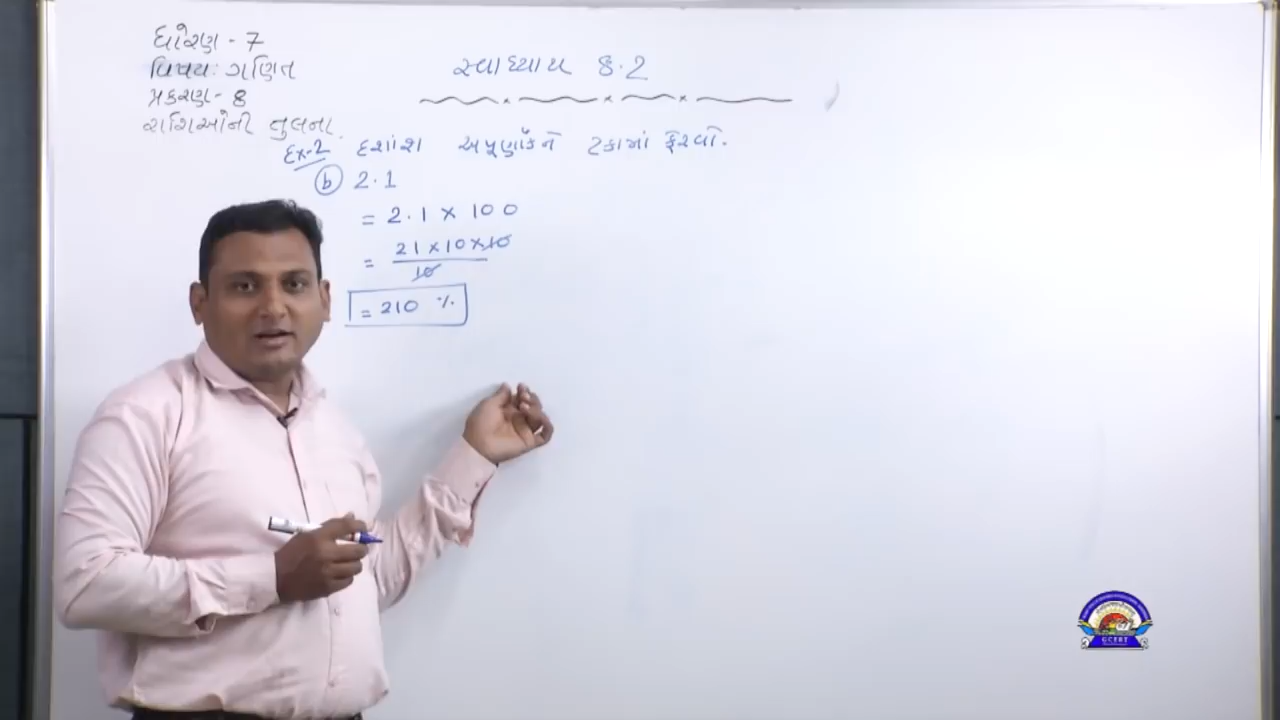 ધોરણ - 7
વિષય: ગણિત
પ્રકરણ - 8
રાશિઓની તુલના.
સ્વાધ્યાય 8.2
Ex-2 દશાંશ અપૂર્ણાંકને ટકામાં ફેરવો.
(b) 2.1
= 2.1 × 100
= 21 × 10 × 10
10
= 210 %
GCERT